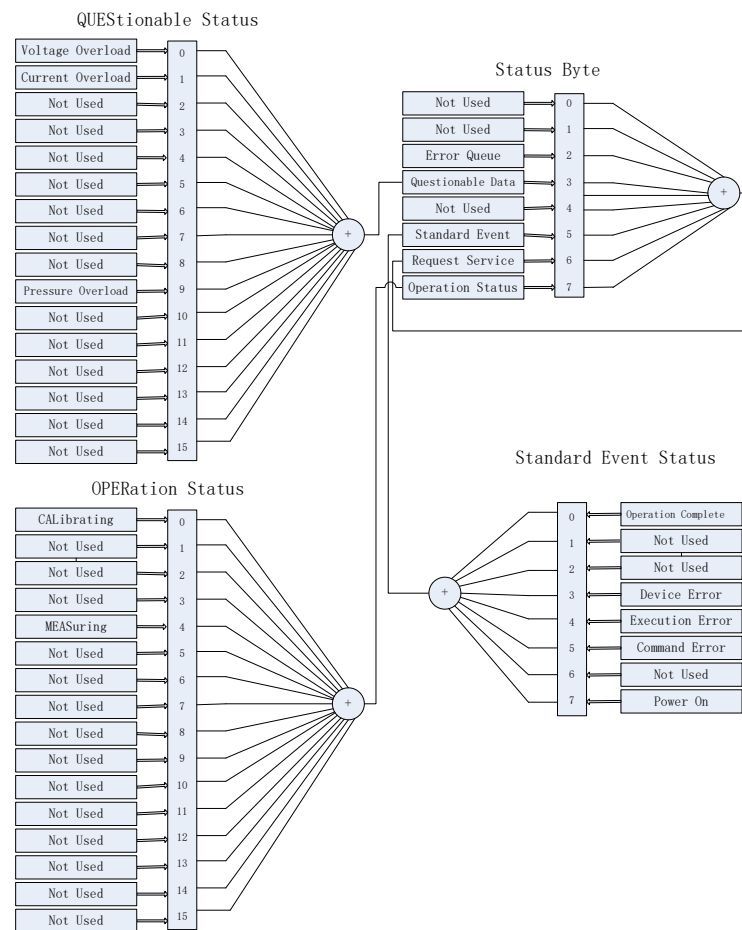 QUEStionable Status
Voltage Overload 0
Current Overload 1
Not Used 2
Not Used 3
Not Used 4
Not Used 5
Not Used 6
Not Used 7
Not Used 8
Pressure Overload 9
Not Used 10
Not Used 11
Not Used 12
Not Used 13
Not Used 14
Not Used 15
+
Status Byte
Not Used 0
Not Used 1
Error Queue 2
Questionable Data 3
Not Used 4
Standard Event 5
Request Service 6
Operation Status 7
+
OPERation Status
CALibrating 0
Not Used 1
Not Used 2
Not Used 3
MEASuring 4
Not Used 5
Not Used 6
Not Used 7
Not Used 8
Not Used 9
Not Used 10
Not Used 11
Not Used 12
Not Used 13
Not Used 14
Not Used 15
+
Standard Event Status
+
0 Operation Complete
1 Not Used
2 Not Used
3 Device Error
4 Execution Error
5 Command Error
6 Not Used
7 Power On